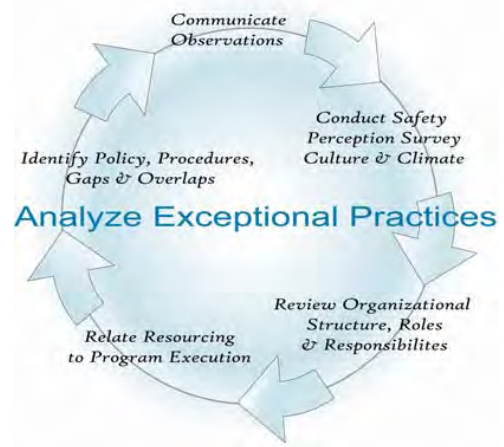 Communicate
Observations
Conduct Safety
Perception Survey
Culture & Climate
Identify Policy, Procedures,
Gaps & Overlaps
Analyze Exceptional Practices
Review Organizational
Structure, Roles
& Responsibilites
Relate Resourcing
to Program Execution